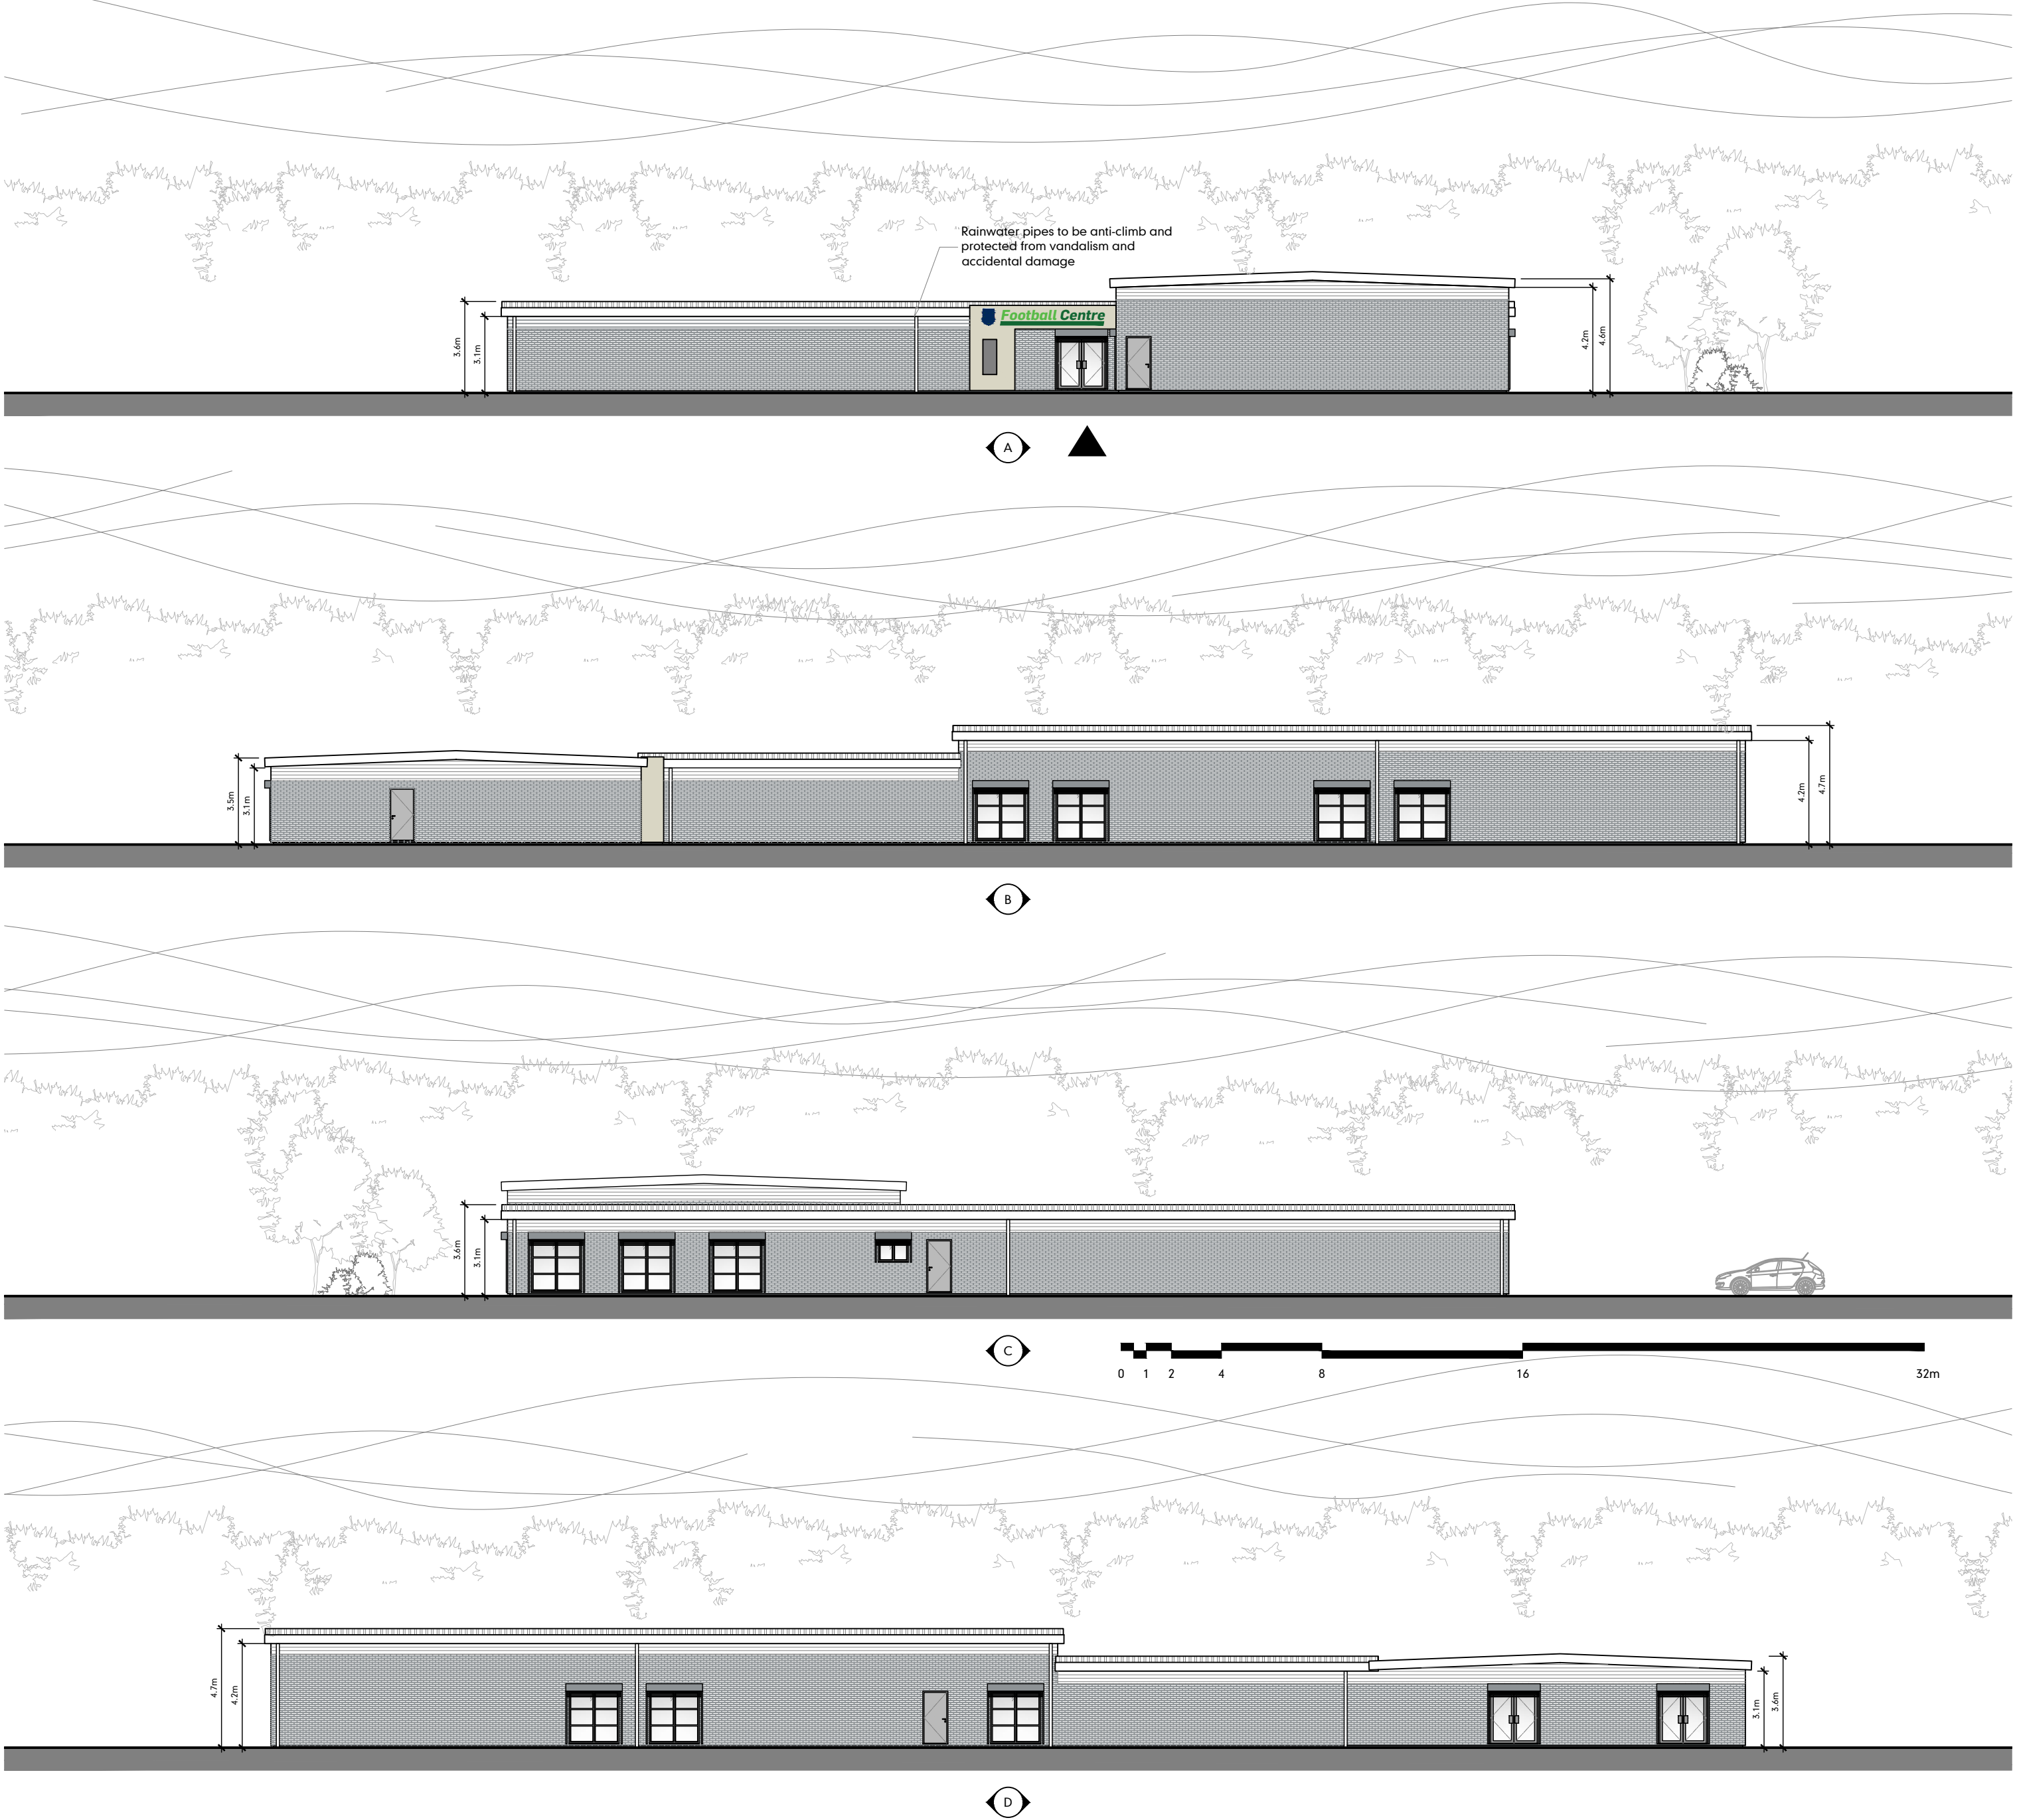 Rainwater pipes to be anti-climb and
protected from vandalism and
accidental damage
Football Centre
3.6m
3.1m
4.2m
4.6m
A
3.5m
3.1m
4.2m
4.7m
B
3.6m
3.1m
C
0 1 2 4 8 16 32m
4.7m
4.2m
3.1m
3.6m
D